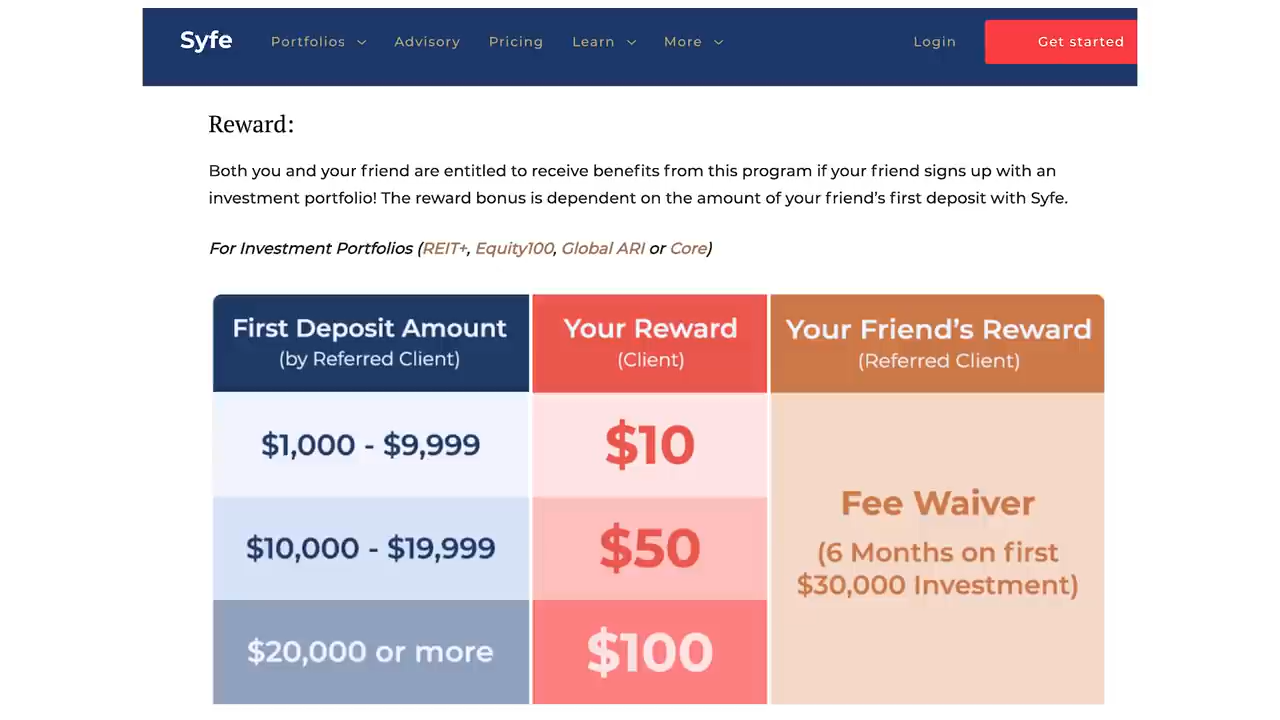 Syfe Portfolios Advisory Pricing Learn More Login Get started
Reward:
Both you and your friend are entitled to receive benefits from this program if your friend signs up with an
investment portfolio! The reward bonus is dependent on the amount of your friend’s first deposit with Syfe.
For Investment Portfolios (REIT+, Equity100, Global ARI or Core)
First Deposit Amount
(by Referred Client)
Your Reward
(Client)
Your Friend’s Reward
(Referred Client)
$1,000 - $9,999
$10
$10,000 - $19,999
$50
$20,000 or more
$100
Fee Waiver
(6 Months on first
$30,000 Investment)